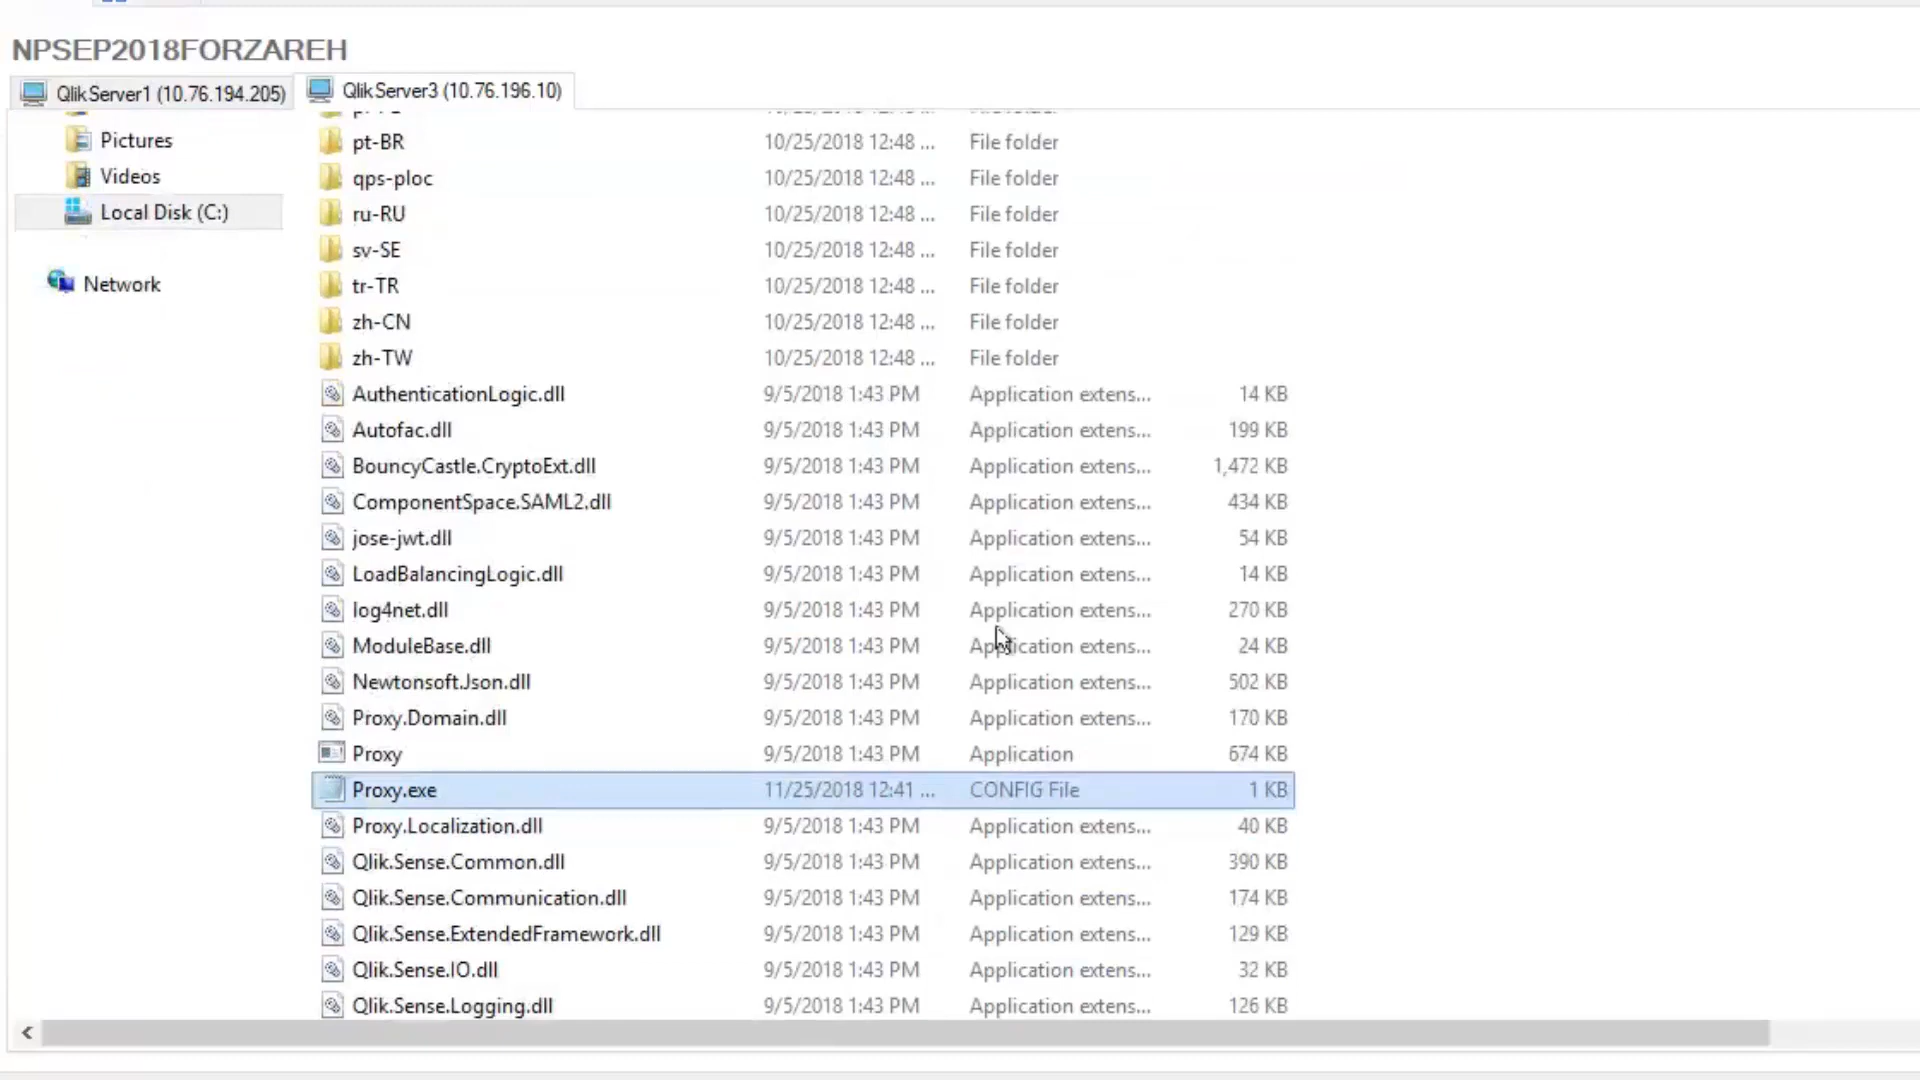 NPSEP2018FORZAREH
QlikServer1 (10.76.194.205) QlikServer3 (10.76.196.10)
Pictures
Videos
Local Disk (C:)
Network
pt-BR 10/25/2018 12:48 ... File folder
qps-ploc 10/25/2018 12:48 ... File folder
ru-RU 10/25/2018 12:48 ... File folder
sv-SE 10/25/2018 12:48 ... File folder
tr-TR 10/25/2018 12:48 ... File folder
zh-CN 10/25/2018 12:48 ... File folder
zh-TW 10/25/2018 12:48 ... File folder
AuthenticationLogic.dll 9/5/2018 1:43 PM Application extens... 14 KB
Autofac.dll 9/5/2018 1:43 PM Application extens... 199 KB
BouncyCastle.CryptoExt.dll 9/5/2018 1:43 PM Application extens... 1,472 KB
ComponentSpace.SAML2.dll 9/5/2018 1:43 PM Application extens... 434 KB
jose-jwt.dll 9/5/2018 1:43 PM Application extens... 54 KB
LoadBalancingLogic.dll 9/5/2018 1:43 PM Application extens... 14 KB
log4net.dll 9/5/2018 1:43 PM Application extens... 270 KB
ModuleBase.dll 9/5/2018 1:43 PM Application extens... 24 KB
Newtonsoft.Json.dll 9/5/2018 1:43 PM Application extens... 502 KB
Proxy.Domain.dll 9/5/2018 1:43 PM Application extens... 170 KB
Proxy 9/5/2018 1:43 PM Application 674 KB
Proxy.exe 11/25/2018 12:41 ... CONFIG File 1 KB
Proxy.Localization.dll 9/5/2018 1:43 PM Application extens... 40 KB
Qlik.Sense.Common.dll 9/5/2018 1:43 PM Application extens... 390 KB
Qlik.Sense.Communication.dll 9/5/2018 1:43 PM Application extens... 174 KB
Qlik.Sense.ExtendedFramework.dll 9/5/2018 1:43 PM Application extens... 129 KB
Qlik.Sense.IO.dll 9/5/2018 1:43 PM Application extens... 32 KB
Qlik.Sense.Logging.dll 9/5/2018 1:43 PM Application extens... 126 KB